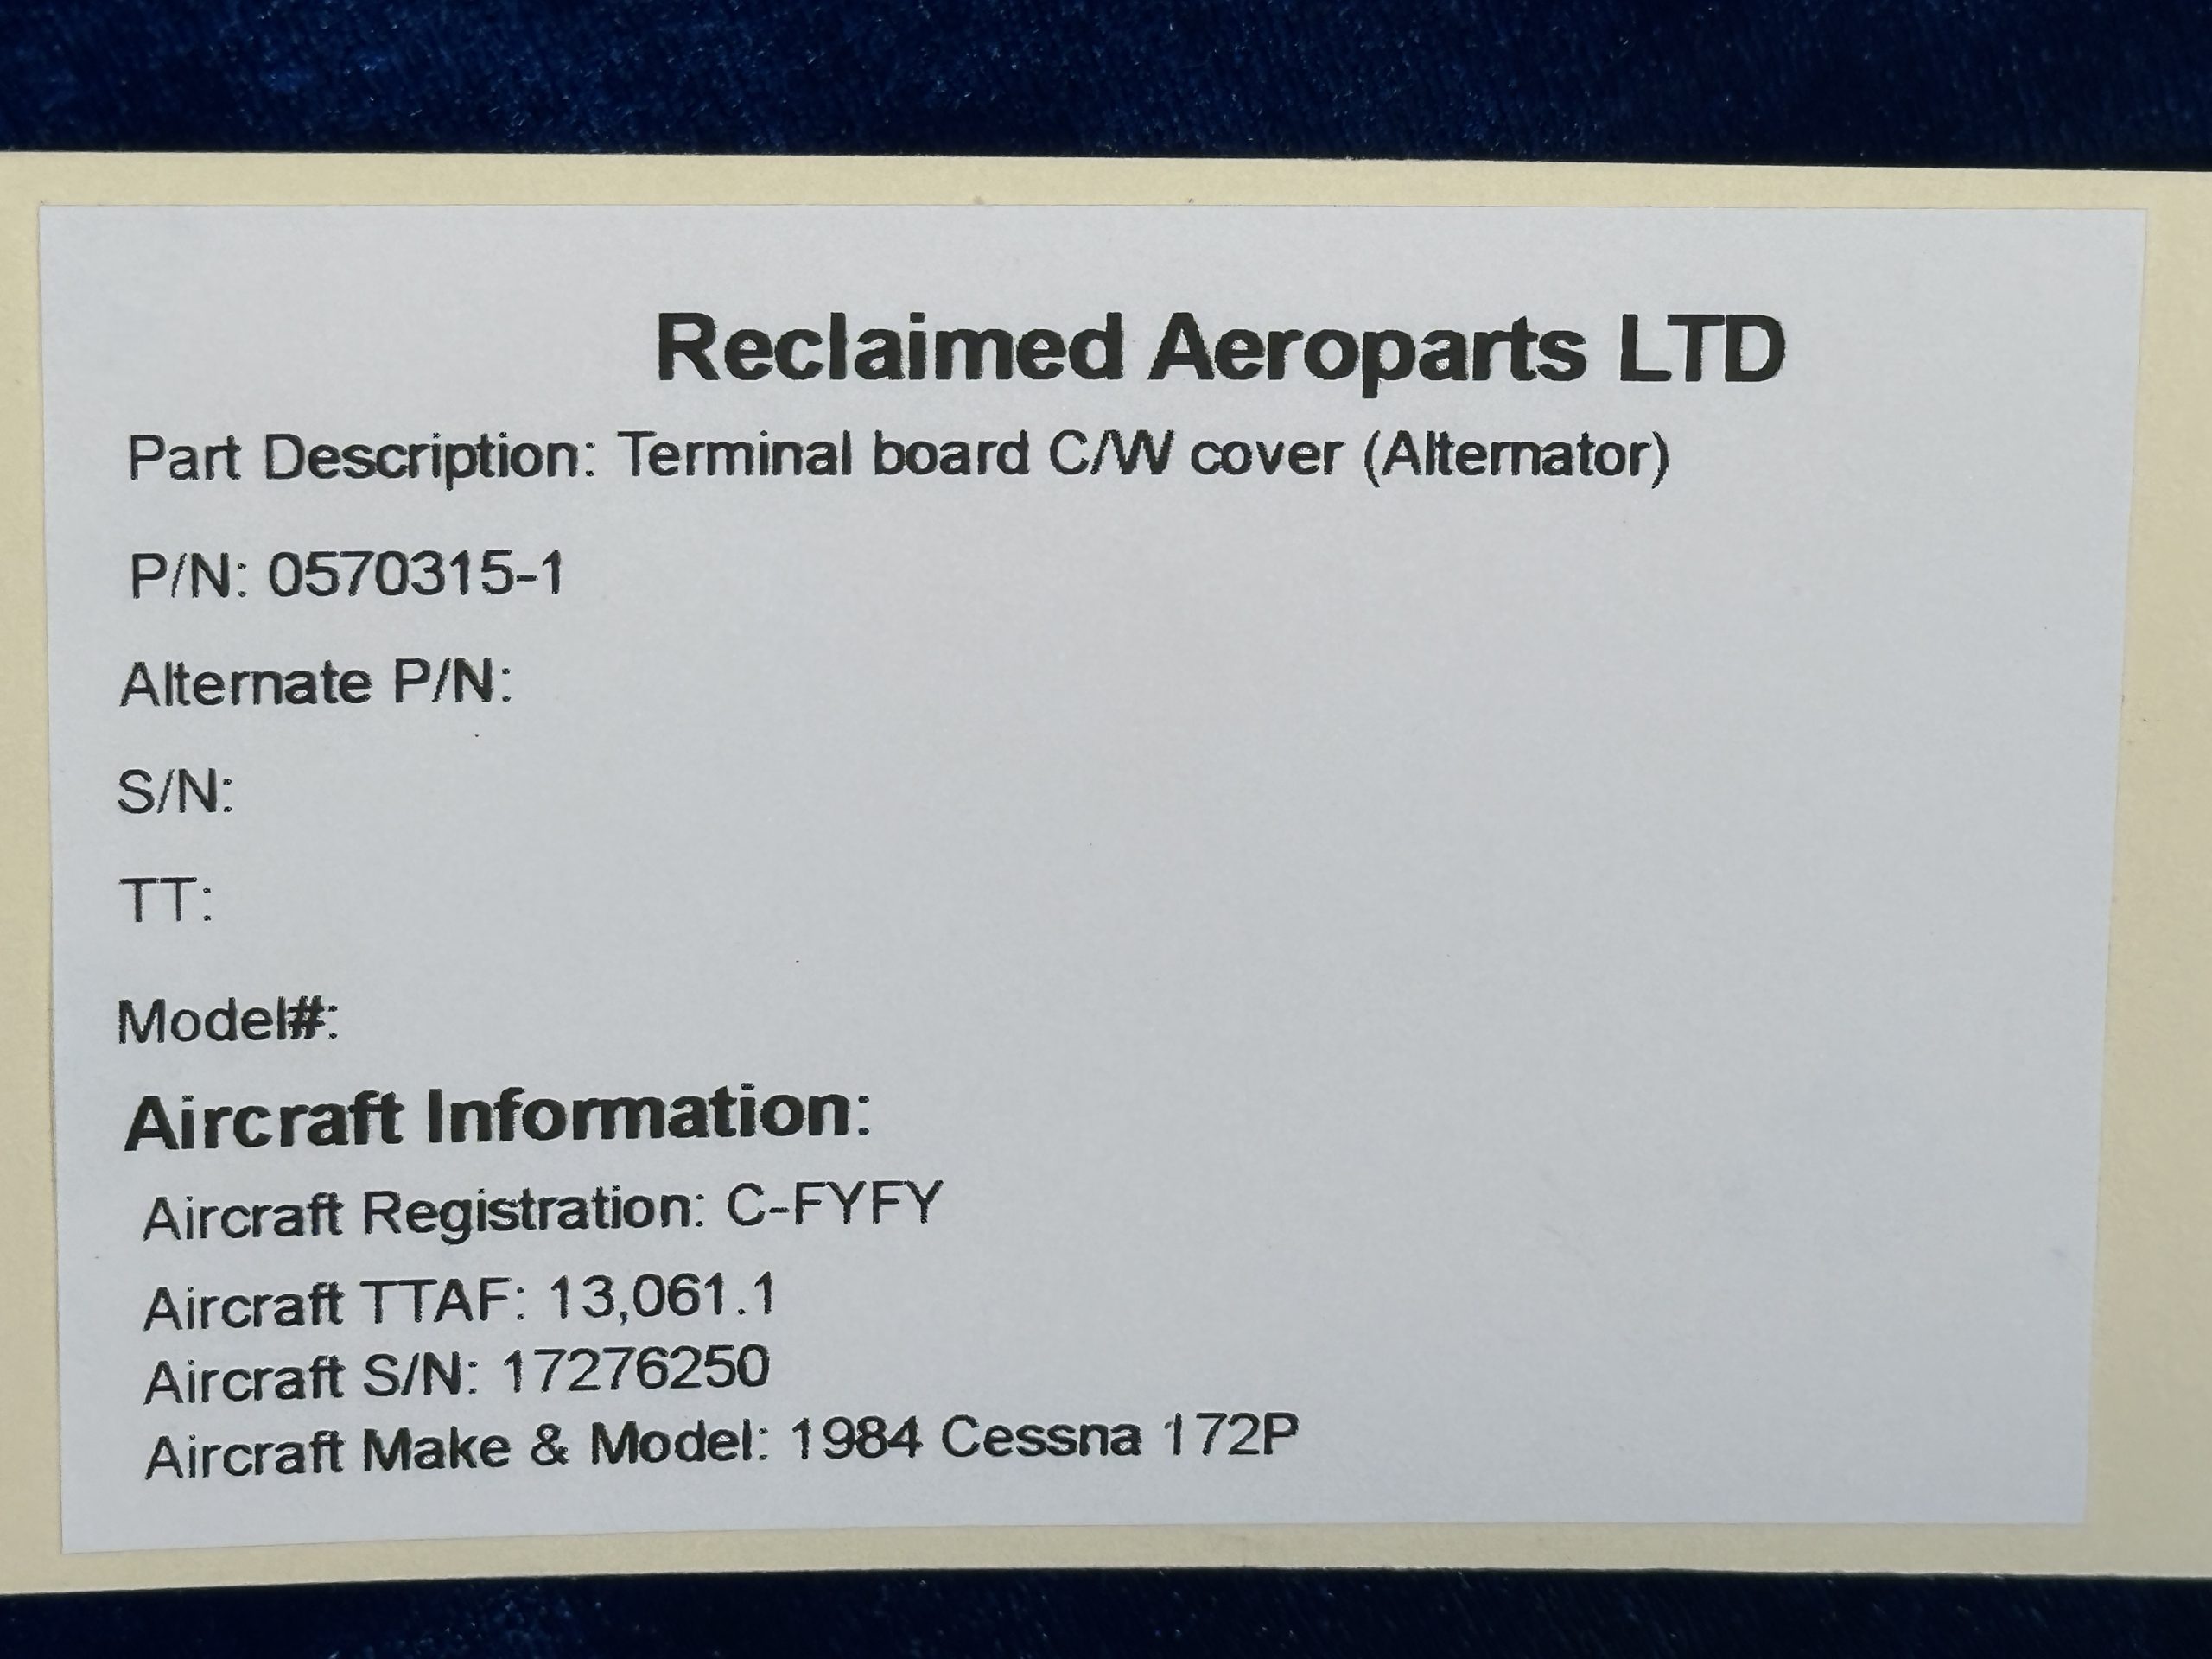 Reclaimed Aeroparts LTD
Part Description: Terminal board C/W cover (Alternator)
P/N: 0570315-1
Alternate P/N:
S/N:
TT:
Model#:
Aircraft Information:
Aircraft Registration: C-FYFY
Aircraft TTAF: 13,061.1
Aircraft S/N: 17276250
Aircraft Make & Model: 1984 Cessna 172P